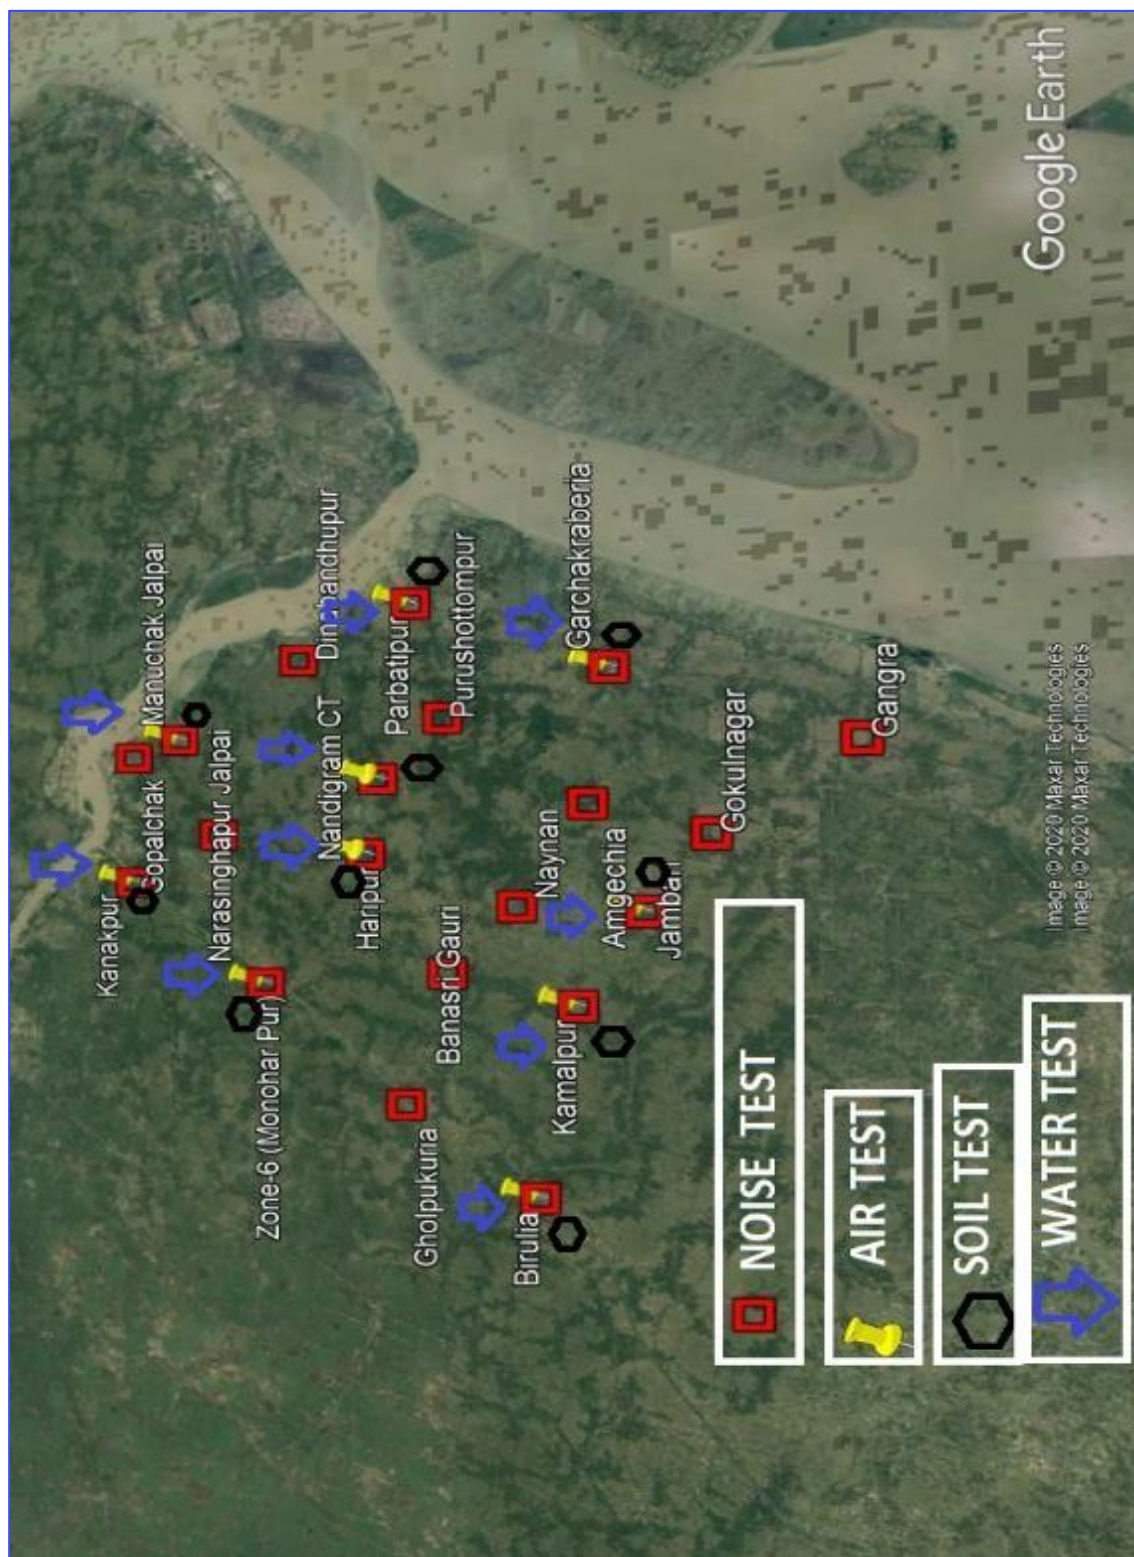 Google Earth
Manuchak Jalpai
Gopalchak
Kanakpur
Narasinghapur Jalpai
Zone-6 (Monohar Pur)
Dinabandhupur
Nandigram CT
Haripur
Parbatipur
Purushottompur
Banasri Gauri
Gholpukuria
Garchakraberia
Naynan
Amgechia
Jambari
Kamalpur
Birulia
Gokulnagar
Gangra
NOISE TEST
AIR TEST
SOIL TEST
WATER TEST
Image © 2020 Maxar Technologies
Image © 2020 Maxar Technologies